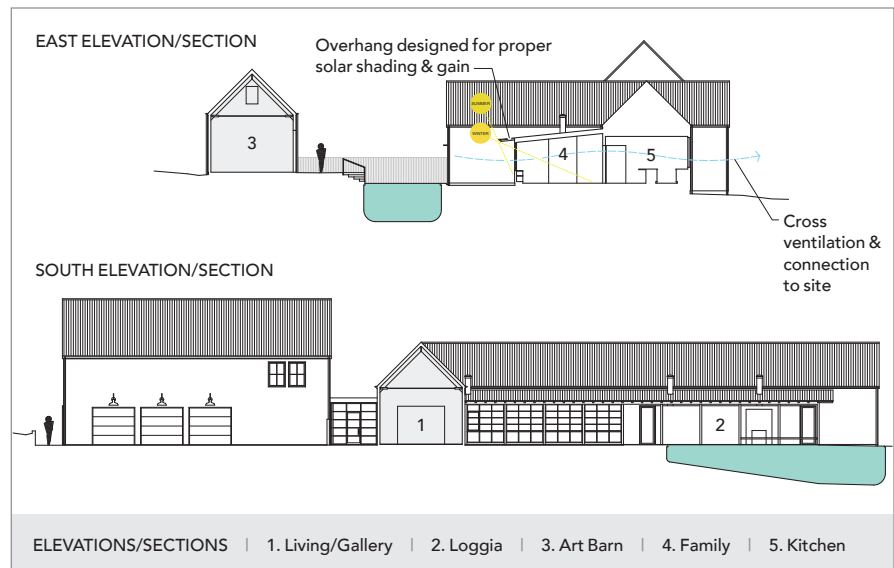 EAST ELEVATION/SECTION
Overhang designed for proper
solar shading & gain
SUMMER
WINTER
3
4
5
Cross
ventilation &
connection
to site
SOUTH ELEVATION/SECTION
1
2
ELEVATIONS/SECTIONS | 1. Living/Gallery | 2. Loggia | 3. Art Barn | 4. Family | 5. Kitchen